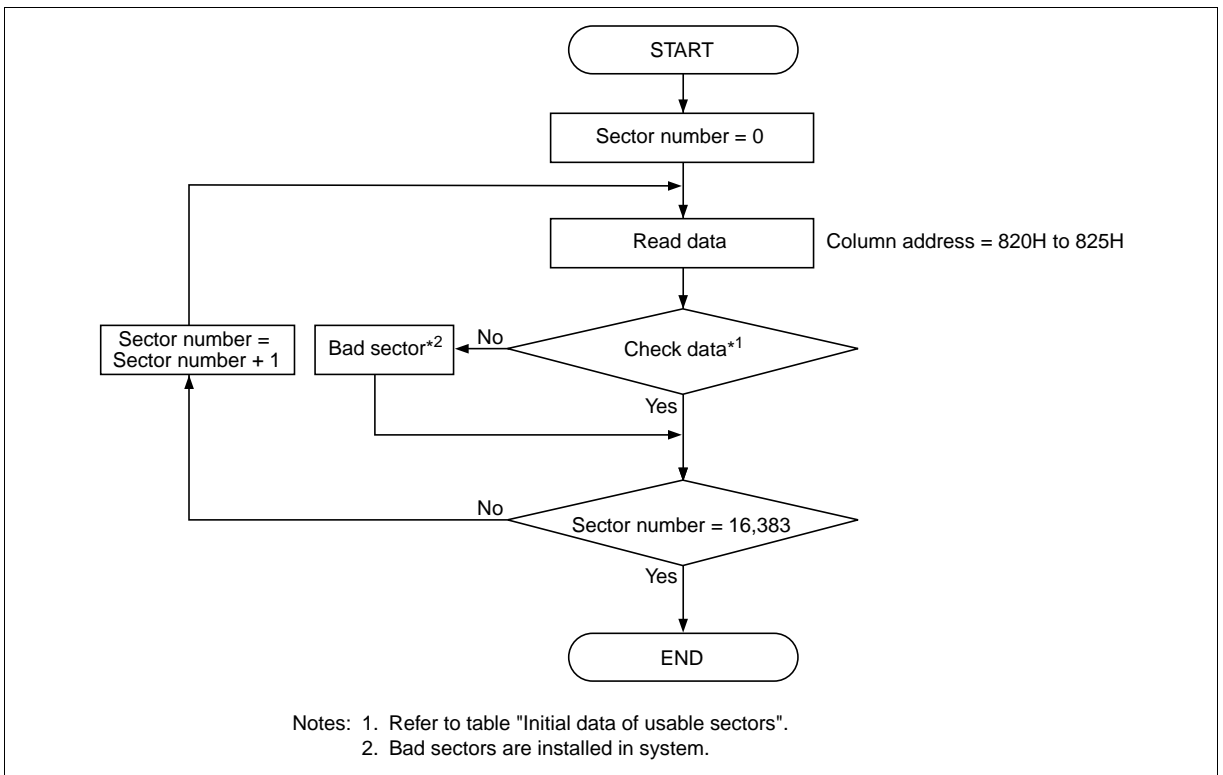 START
Sector number = 0
Read data
Column address = 820H to 825H
Sector number =
Sector number + 1
Bad sector*2
No
Check data*1
Yes
No
Sector number = 16,383
Yes
END
Notes: 1. Refer to table "Initial data of usable sectors".
2. Bad sectors are installed in system.